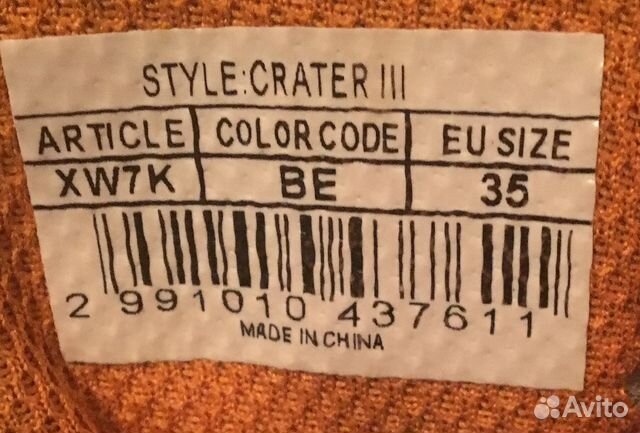 STYLE:CRATER III
ARTICLE COLOR CODE EU SIZE
XW7K BE 35
2 991010 437611
MADE IN CHINA
Avito